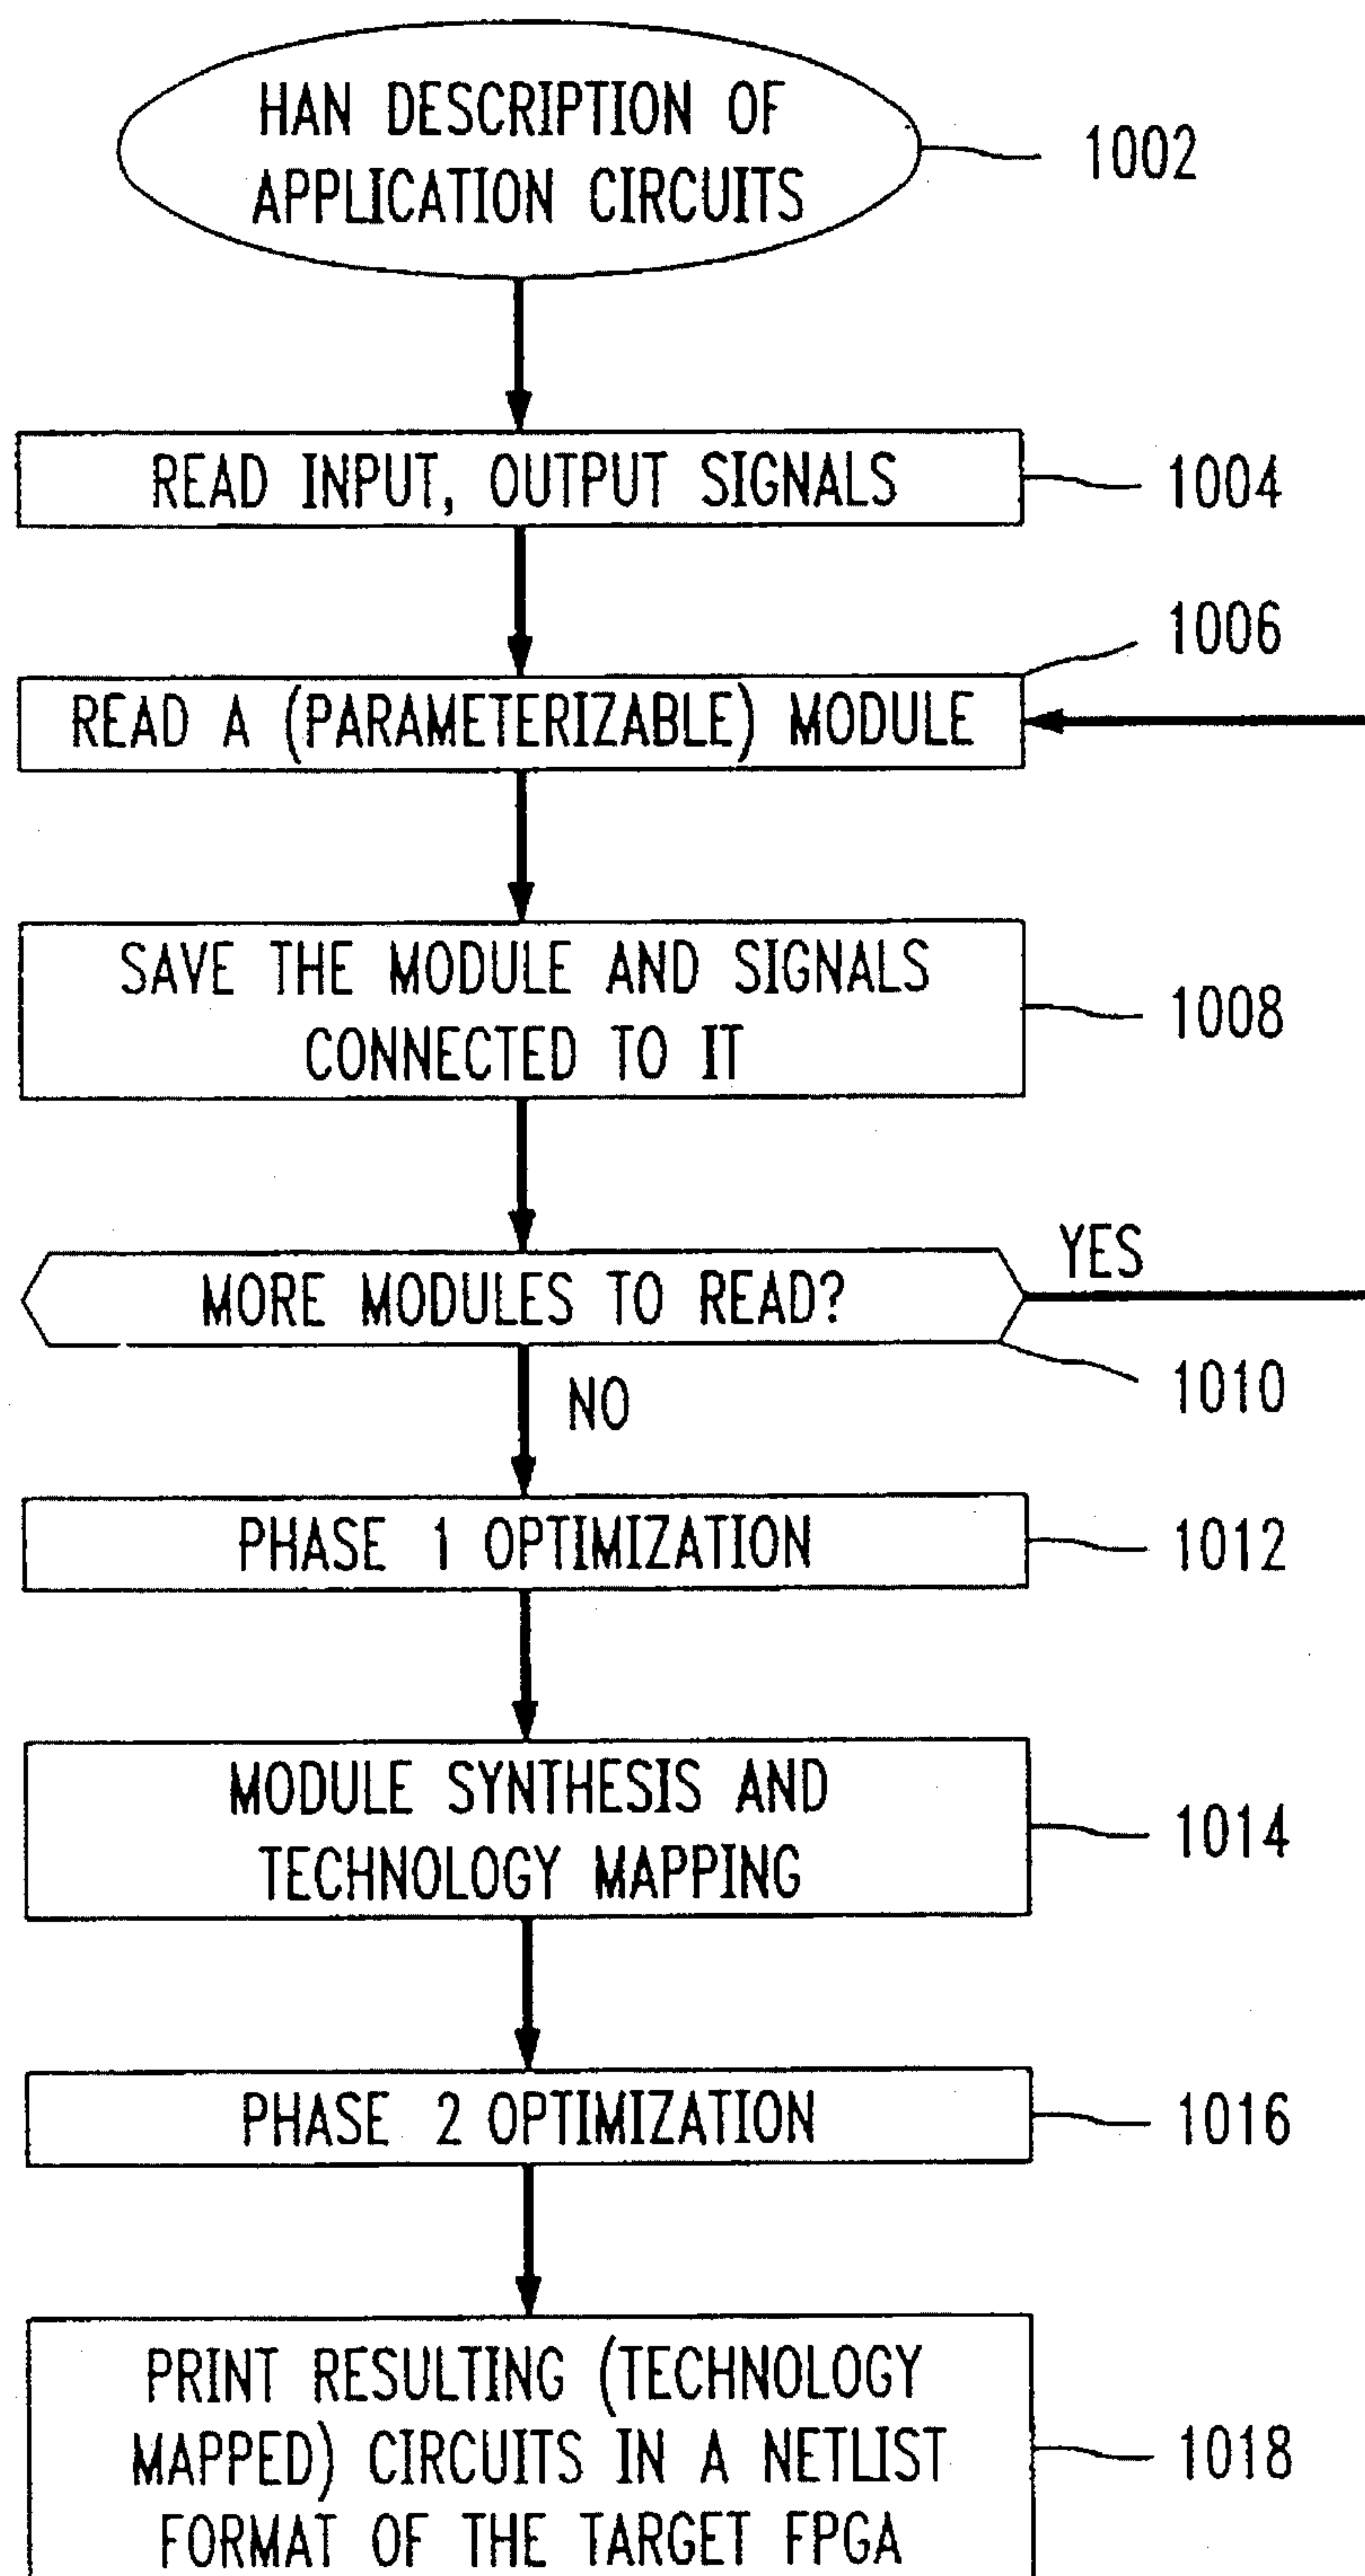 HAN DESCRIPTION OF
APPLICATION CIRCUITS
1002
READ INPUT, OUTPUT SIGNALS
1004
1006
READ A (PARAMETERIZABLE) MODULE
SAVE THE MODULE AND SIGNALS
CONNECTED TO IT
1008
YES
MORE MODULES TO READ?
1010
NO
PHASE 1 OPTIMIZATION
1012
MODULE SYNTHESIS AND
TECHNOLOGY MAPPING
1014
PHASE 2 OPTIMIZATION
1016
PRINT RESULTING (TECHNOLOGY
MAPPED) CIRCUITS IN A NETLIST
FORMAT OF THE TARGET FPGA
1018